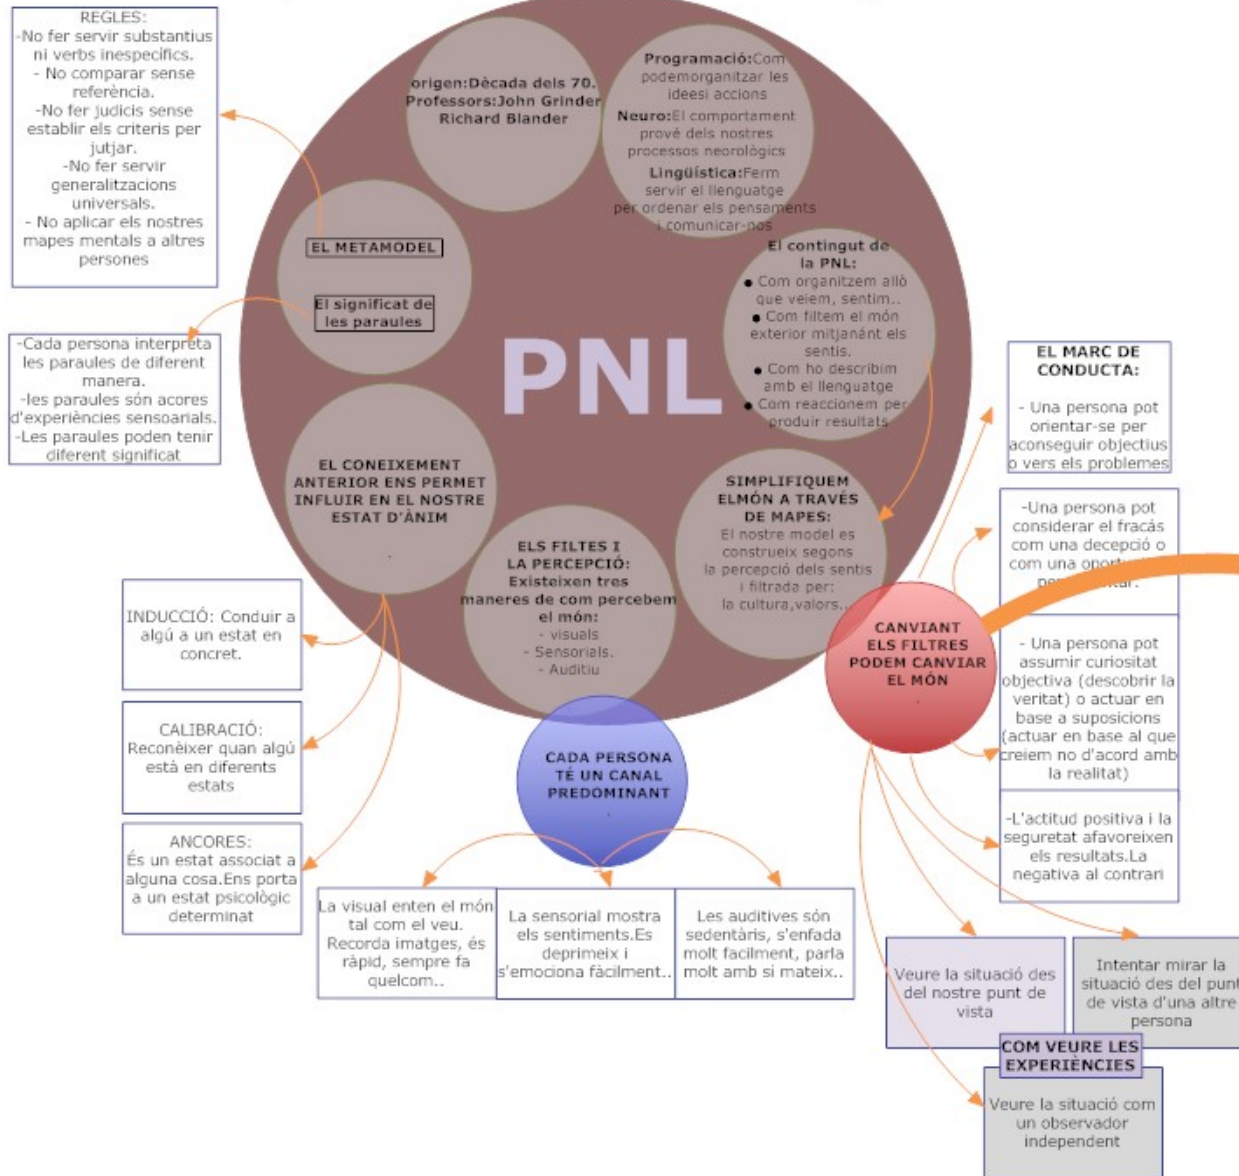 REGLES:
-No fer servir substantius
ni verbs inespecífics.
- No comparar sense
referència.
-No fer judicis sense
establir els criteris per
jutjar.
-No fer servir
generalitzacions
universals.
- No aplicar els nostres
mapes mentals a altres
persones
origen:Dècada dels 70.
Professors:John Grinder
Richard Blander
Programació:Com
podemorganitzar les
ideesi accions
Neuro:El comportament
prové dels nostres
processos neorològics
Lingüística:Ferm
servir el llenguatge
per ordenar els pensaments
i comunicar-nos
EL METAMODEL
El significat de
les paraules
-Cada persona interpreta
les paraules de diferent
manera.
-les paraules són acores
d'experiències sensoarials.
-Les paraules poden tenir
diferent significat
PNL
El contingut de
la PNL:
● Com organitzem allò
que veiem, sentim..
● Com filtem el món
exterior mitjanánt els
sentis.
● Com ho describim
amb el llenguatge
● Com reaccionem per
produir resultats
EL MARC DE
CONDUCTA:
- Una persona pot
orientar-se per
aconseguir objectius
o vers els problemes
EL CONEIXEMENT
ANTERIOR ENS PERMET
INFLUIR EN EL NOSTRE
ESTAT D'ÀNIM
.
ELS FILTES I
LA PERCEPCIÓ:
Existeixen tres
maneres de com percebem
el món:
- visuals
- Sensorials.
- Auditiu
SIMPLIFIQUEM
ELMÓN A TRAVÉS
DE MAPES:
El nostre model es
construeix segons
la percepció dels sentis
i filtrada per:
la cultura,valors...
-Una persona pot
considerar el fracás
com una decepció o
com una
CANVIANT
ELS FILTRES
PODEM CANVIAR
EL MÓN
- Una persona pot
assumir curiositat
objectiva (descobrir la
veritat) o actuar en
base a suposicions
(actuar en base al que
creiem no d'acord amb
la realitat)
-L'actitud positiva i la
seguretat afavoreixen
els resultats.La
negativa al contrari
INDUCCIÓ: Conduir a
algú a un estat en
concret.
CALIBRACIÓ:
Reconèixer quan algú
està en diferents
estats
ANCORES:
És un estat associat a
alguna cosa.Ens porta
a un estat psicològic
determinat
CADA PERSONA
TÉ UN CANAL
PREDOMINANT
.
La visual enten el món
tal com el veu.
Recorda imatges, és
ràpid, sempre fa
quelcom..
La sensorial mostra
els sentiments.Es
deprimeix i
s'emociona fàcilment..
Les auditives són
sedentàris, s'enfada
molt facilment, parla
molt amb si mateix..
Veure la situació des
del nostre punt de
vista
Intentar mirar la
situació des del punt
de vista d'una altre
persona
COM VEURE LES
EXPERIÈNCIES
Veure la situació com
un observador
independent